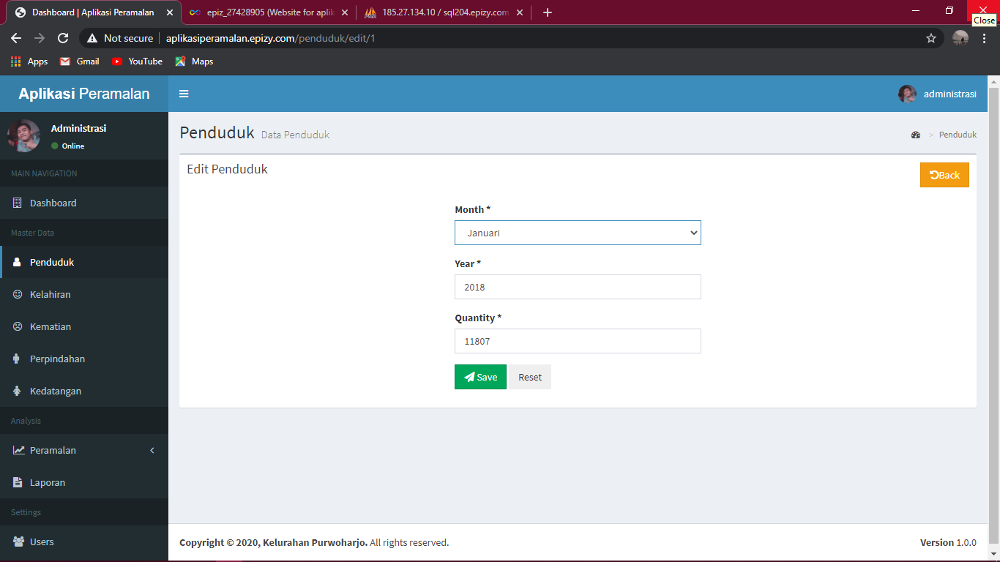 Dashboard | Aplikasi Peramalan
epiz_27428905 (Website for aplik
185.27.134.10 / sql204.epizy.com
Close
Not secure | aplikasiperamalan.epizy.com/penduduk/edit/1
Apps Gmail YouTube Maps
Aplikasi Peramalan
administrasi
Administrasi
Online
MAIN NAVIGATION
Dashboard
Master Data
Penduduk
Kelahiran
Kematian
Perpindahan
Kedatangan
Analysis
Peramalan
Laporan
Settings
Users
Penduduk Data Penduduk
> Penduduk
Edit Penduduk
Back
Month *
Januari
Year *
2018
Quantity *
11807
Save Reset
Copyright © 2020, Kelurahan Purwoharjo. All rights reserved.
Version 1.0.0